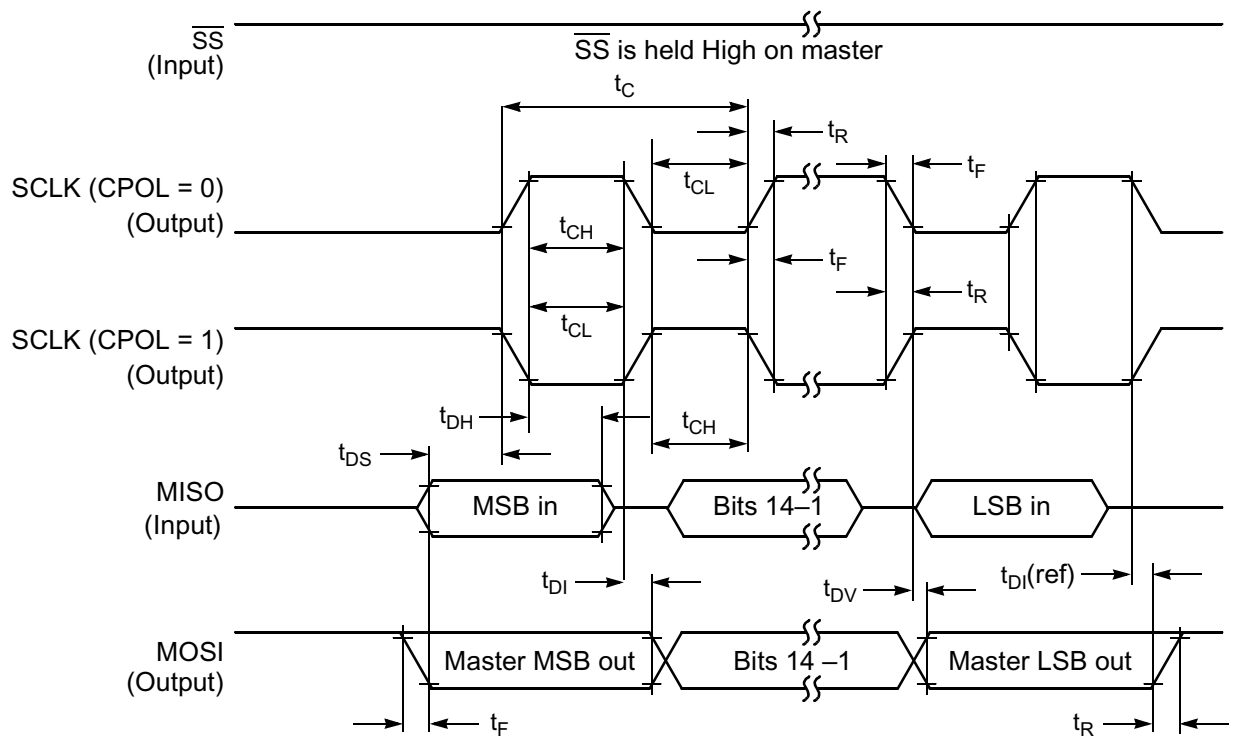 SS
(Input)
SS is held High on master
tC
tR
SCLK (CPOL = 0)
(Output)
tCL
tF
tCH
tF
tCL
tR
SCLK (CPOL = 1)
(Output)
tDH
tCH
tDS
MISO
(Input)
MSB in
Bits 14–1
LSB in
tDI
tDV
tDI(ref)
MOSI
(Output)
Master MSB out
Bits 14 –1
Master LSB out
tF
tR